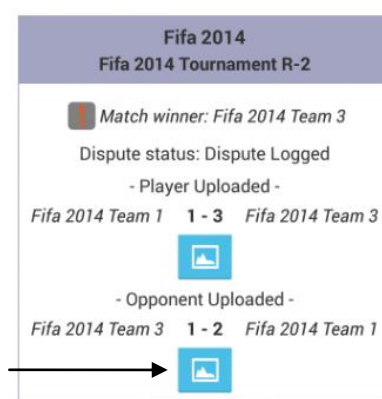 Fifa 2014
Fifa 2014 Tournament R-2
Match winner: Fifa 2014 Team 3
Dispute status: Dispute Logged
- Player Uploaded -
Fifa 2014 Team 1 1 - 3 Fifa 2014 Team 3
- Opponent Uploaded -
Fifa 2014 Team 3 1 - 2 Fifa 2014 Team 1